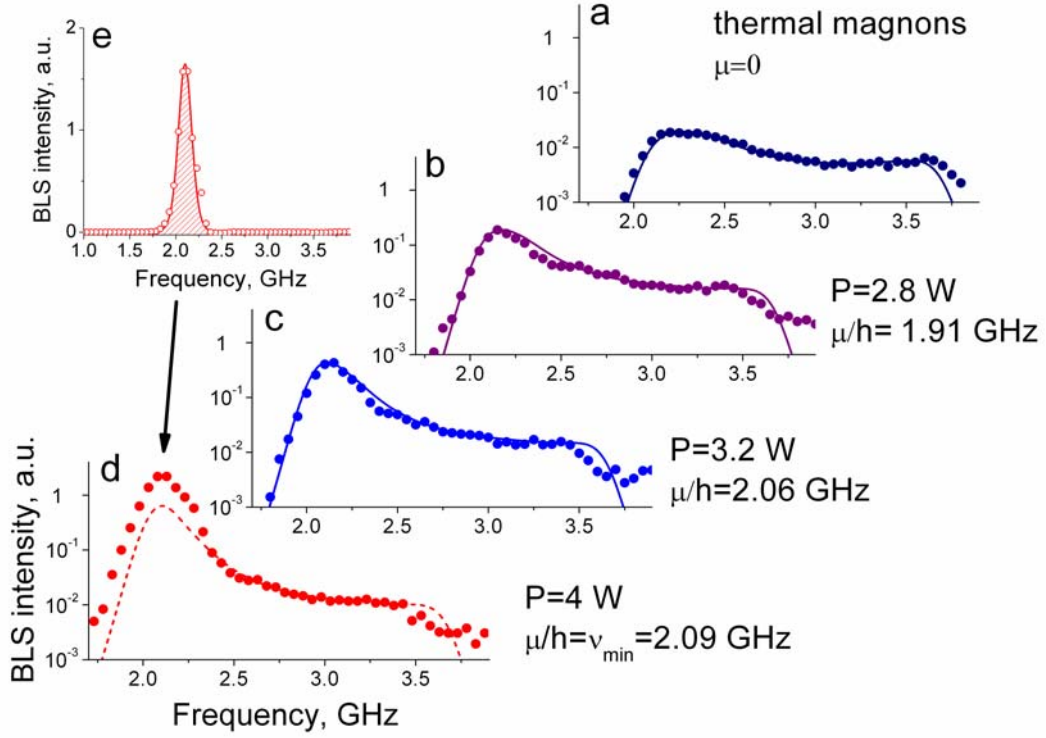 e
2
1
0
BLS intensity, a.u.
1.0 1.5 2.0 2.5 3.0 3.5
Frequency, GHz
a
thermal magnons
μ=0
1
10⁻¹
10⁻²
10⁻³
2.0 2.5 3.0 3.5
b
1
10⁻¹
10⁻²
10⁻³
2.0 2.5 3.0 3.5
P=2.8 W
μ/h= 1.91 GHz
c
1
10⁻¹
10⁻²
10⁻³
2.0 2.5 3.0 3.5
P=3.2 W
μ/h=2.06 GHz
d
1
10⁻¹
10⁻²
10⁻³
BLS intensity, a.u.
2.0 2.5 3.0 3.5
Frequency, GHz
P=4 W
μ/h=ν_min=2.09 GHz